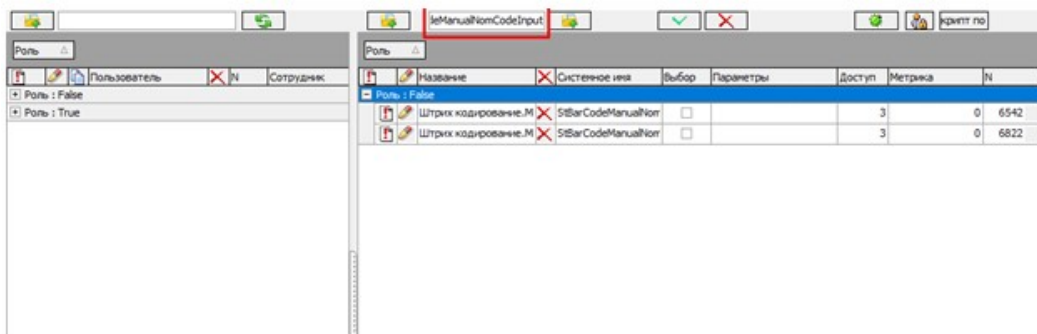 leManualNomCodeInput
крипт по
Роль
Роль
Пользователь N Сотрудник
Название Системное имя Выбор Параметры Доступ Метрика N
Роль : False
Роль : False
Роль : True
Штрих кодирование.М StBarCodeManualNom 3 0 6542
Штрих кодирование.М StBarCodeManualNom 3 0 6822